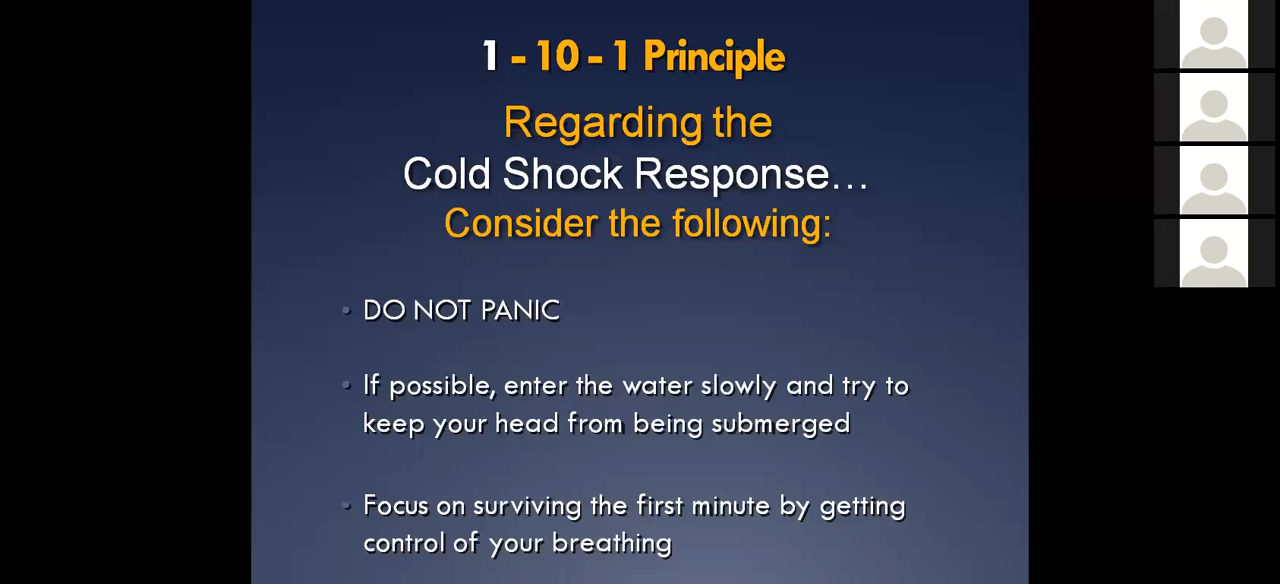 1 - 10 - 1 Principle
Regarding the
Cold Shock Response…
Consider the following:
• DO NOT PANIC
• If possible, enter the water slowly and try to
keep your head from being submerged
• Focus on surviving the first minute by getting
control of your breathing